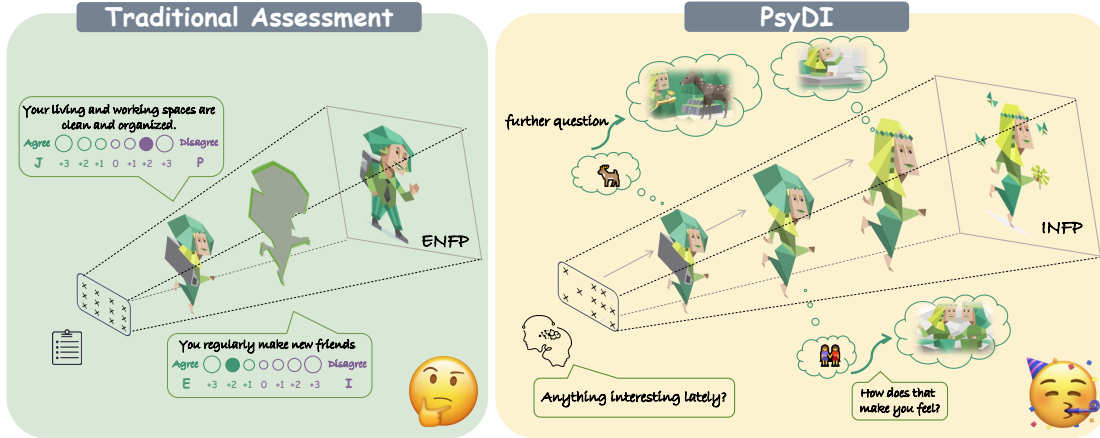 Traditional Assessment
Your living and working spaces are
clean and organized.
Agree Disagree
J +3 +2 +1 0 +1 +2 +3 P
ENFP
You regularly make new friends
Agree Disagree
E +3 +2 +1 0 +1 +2 +3 I
PsyDI
further question
INFP
Anything interesting lately?
How does that
make you feel?